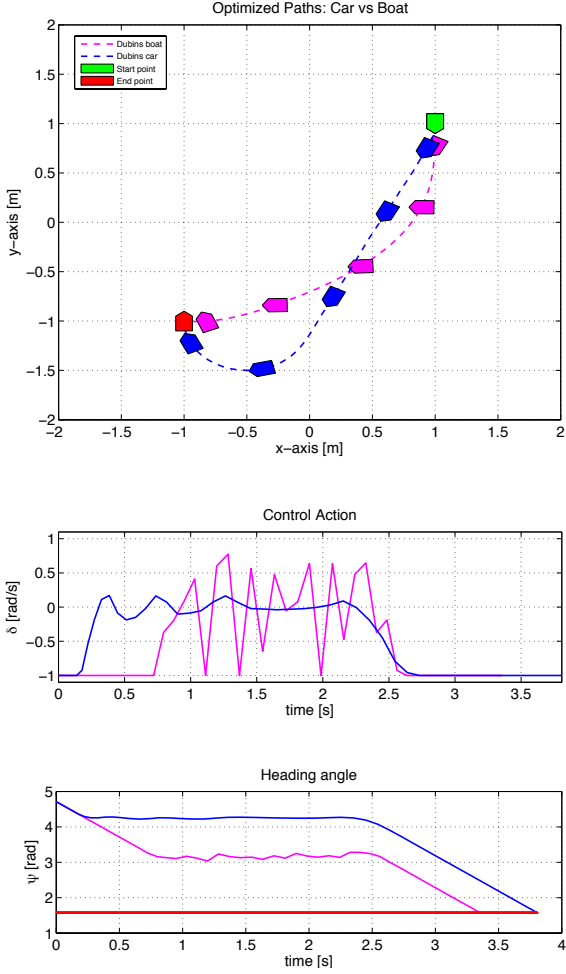 Optimized Paths: Car vs Boat
2
Dubins boat
Dubins car
Start point
End point
1.5
1
0.5
0
−0.5
−1
−1.5
−2
y−axis [m]
−2 −1.5 −1 −0.5 0 0.5 1 1.5 2
x−axis [m]
Control Action
1
0.5
0
−0.5
−1
δ [rad/s]
0 0.5 1 1.5 2 2.5 3 3.5
time [s]
Heading angle
5
4
3
2
1
ψ [rad]
0 0.5 1 1.5 2 2.5 3 3.5 4
time [s]